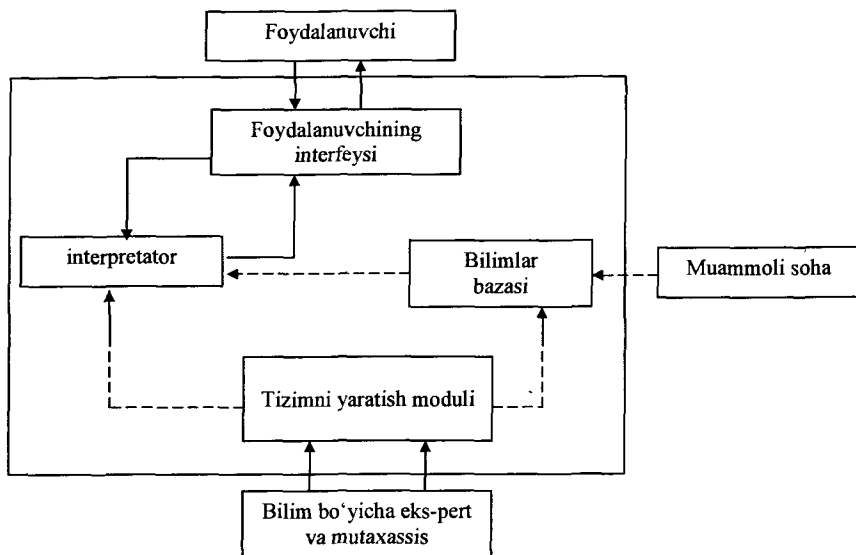 Foydalanuvchi
Foydalanuvchining
interfeysi
interpretator
Bilimlar
bazasi
Muammoli soha
Tizimni yaratish moduli
Bilim bo‘yicha eks-pert
va mutaxassis